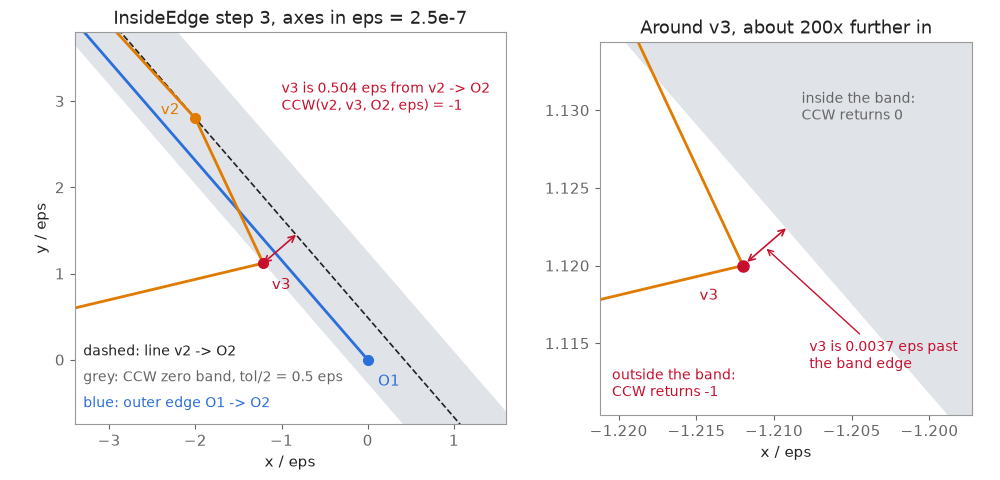 InsideEdge step 3, axes in eps = 2.5e-7
v3 is 0.504 eps from v2 -> O2
CCW(v2, v3, O2, eps) = -1
v2
v3
O1
dashed: line v2 -> O2
grey: CCW zero band, tol/2 = 0.5 eps
blue: outer edge O1 -> O2
3
2
1
0
y / eps
−3
−2
−1
0
1
x / eps
Around v3, about 200x further in
inside the band:
CCW returns 0
v3
v3 is 0.0037 eps past
the band edge
outside the band:
CCW returns -1
1.130
1.125
1.120
1.115
−1.220
−1.215
−1.210
−1.205
−1.200
x / eps